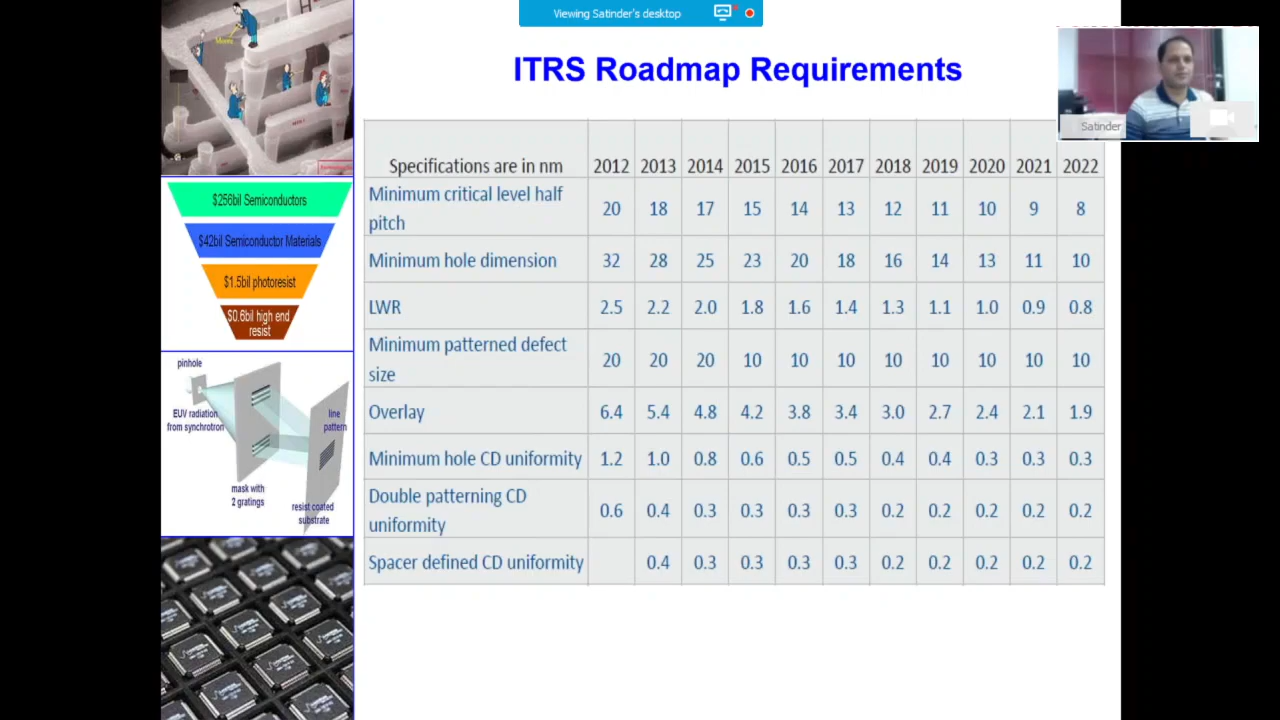 Viewing Satinder's desktop
ITRS Roadmap Requirements
Satinder
Moore
$256bil Semiconductors
$42bil Semiconductor Materials
$1.5bil photoresist
$0.6bil high end
resist
pinhole
EUV radiation
from synchrotron
line
pattern
mask with
2 gratings
resist coated
substrate
Specifications are in nm 2012 2013 2014 2015 2016 2017 2018 2019 2020 2021 2022
Minimum critical level half
pitch 20 18 17 15 14 13 12 11 10 9 8
Minimum hole dimension 32 28 25 23 20 18 16 14 13 11 10
LWR 2.5 2.2 2.0 1.8 1.6 1.4 1.3 1.1 1.0 0.9 0.8
Minimum patterned defect
size 20 20 20 10 10 10 10 10 10 10 10
Overlay 6.4 5.4 4.8 4.2 3.8 3.4 3.0 2.7 2.4 2.1 1.9
Minimum hole CD uniformity 1.2 1.0 0.8 0.6 0.5 0.5 0.4 0.4 0.3 0.3 0.3
Double patterning CD
uniformity 0.6 0.4 0.3 0.3 0.3 0.3 0.2 0.2 0.2 0.2 0.2
Spacer defined CD uniformity 0.4 0.3 0.3 0.3 0.3 0.2 0.2 0.2 0.2 0.2